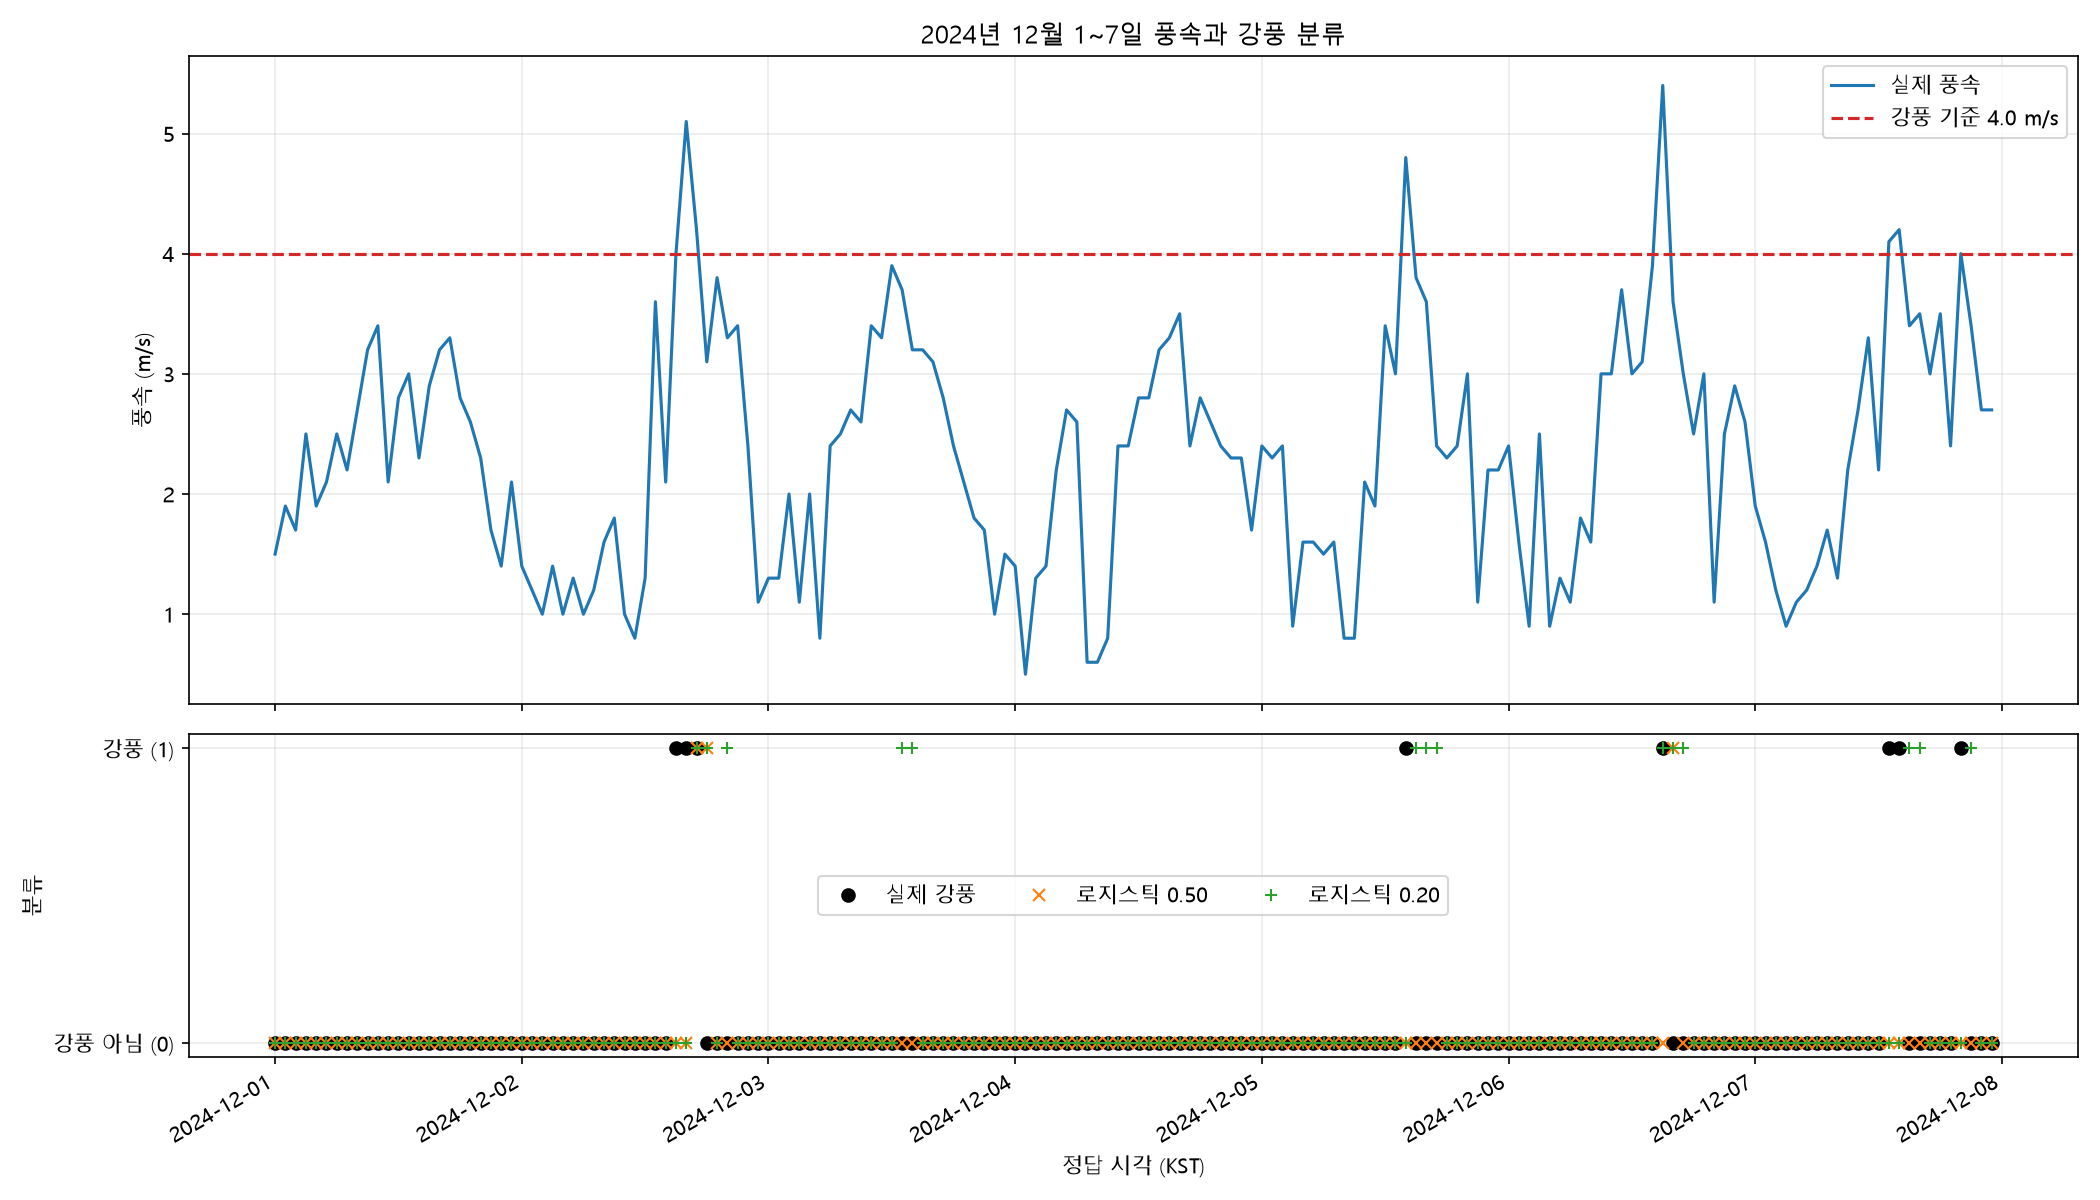 2024년 12월 1~7일 풍속과 강풍 분류
실제 풍속
강풍 기준 4.0 m/s
풍속 (m/s)
5
4
3
2
1
강풍 (1)
분류
실제 강풍
로지스틱 0.50
로지스틱 0.20
강풍 아님 (0)
2024-12-01
2024-12-02
2024-12-03
2024-12-04
2024-12-05
2024-12-06
2024-12-07
2024-12-08
정답 시각 (KST)